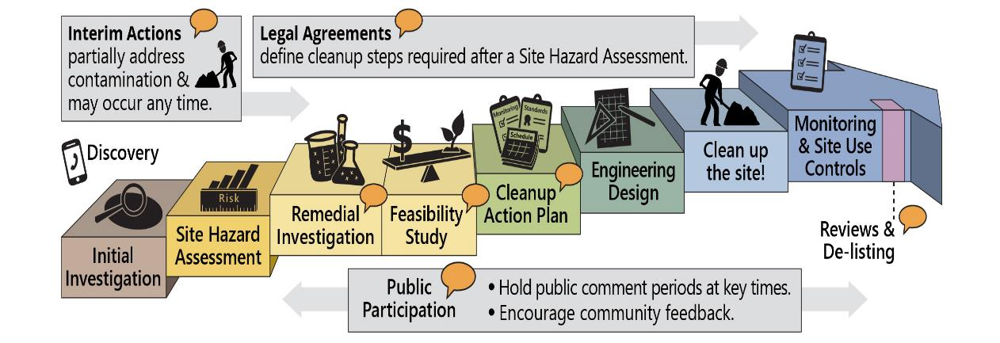 Interim Actions
partially address
contamination &
may occur any time.
Legal Agreements
define cleanup steps required after a Site Hazard Assessment.
Discovery
Initial
Investigation
Risk
Site Hazard
Assessment
Remedial
Investigation
$
Feasibility
Study
Monitoring
Standards
Schedule
Cleanup
Action Plan
Engineering
Design
Clean up
the site!
Monitoring
& Site Use
Controls
Reviews &
De-listing
Public
Participation
• Hold public comment periods at key times.
• Encourage community feedback.